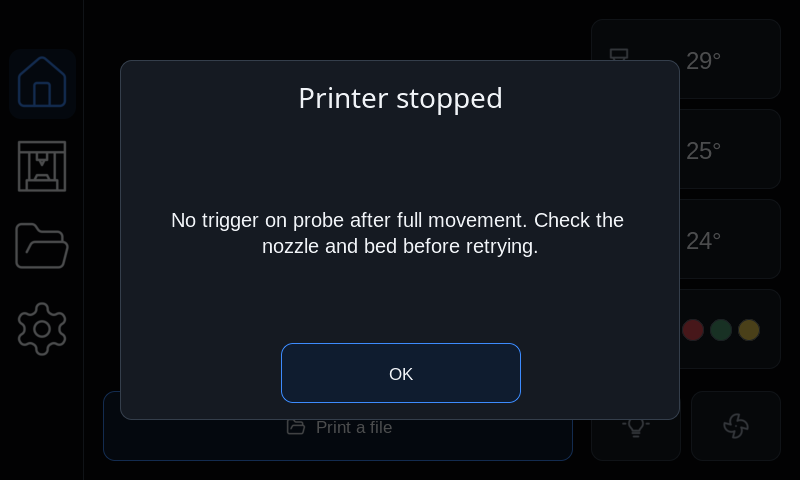 29°
Printer stopped
25°
No trigger on probe after full movement. Check the
nozzle and bed before retrying.
24°
OK
Print a file